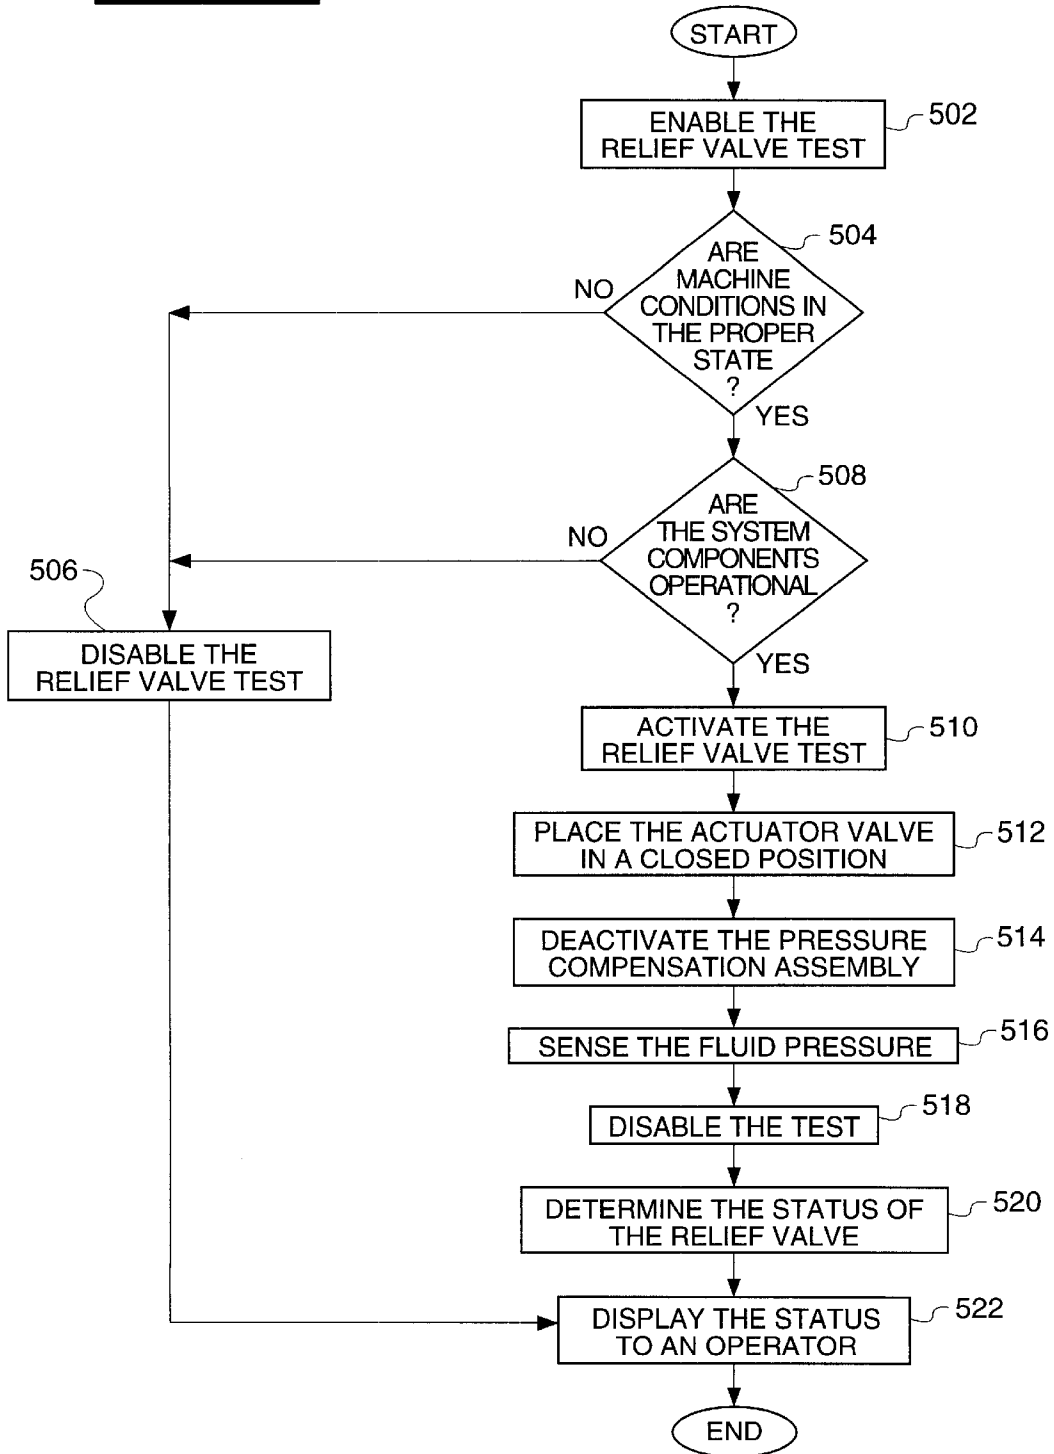 START
ENABLE THE
RELIEF VALVE TEST
502
504
ARE
MACHINE
CONDITIONS IN
THE PROPER
STATE
?
NO
YES
508
ARE
THE SYSTEM
COMPONENTS
OPERATIONAL
?
NO
506
DISABLE THE
RELIEF VALVE TEST
YES
ACTIVATE THE
RELIEF VALVE TEST
510
PLACE THE ACTUATOR VALVE
IN A CLOSED POSITION
512
DEACTIVATE THE PRESSURE
COMPENSATION ASSEMBLY
514
SENSE THE FLUID PRESSURE
516
DISABLE THE TEST
518
DETERMINE THE STATUS OF
THE RELIEF VALVE
520
DISPLAY THE STATUS
TO AN OPERATOR
522
END